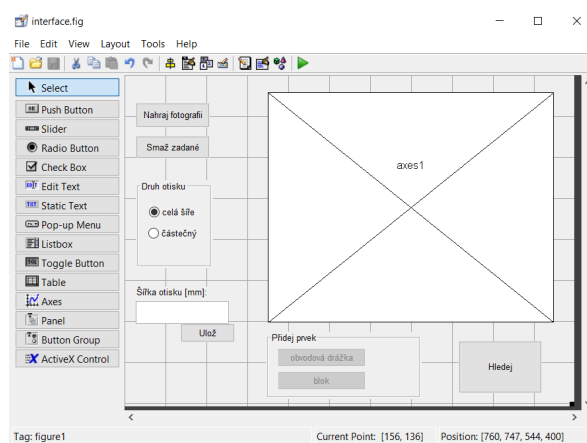 interface.fig
File Edit View Layout Tools Help
Select
Push Button
Slider
Radio Button
Check Box
Edit Text
Static Text
Pop-up Menu
Listbox
Toggle Button
Table
Axes
Panel
Button Group
ActiveX Control
Nahraj fotografii
Smaž zadané
Druh otisku
celá šíře
částečný
Šířka otisku [mm]:
Ulož
axes1
Přidej prvek
obvodová drážka
blok
Hledej
Tag: figure1
Current Point: [156, 136] Position: [760, 747, 544, 400]